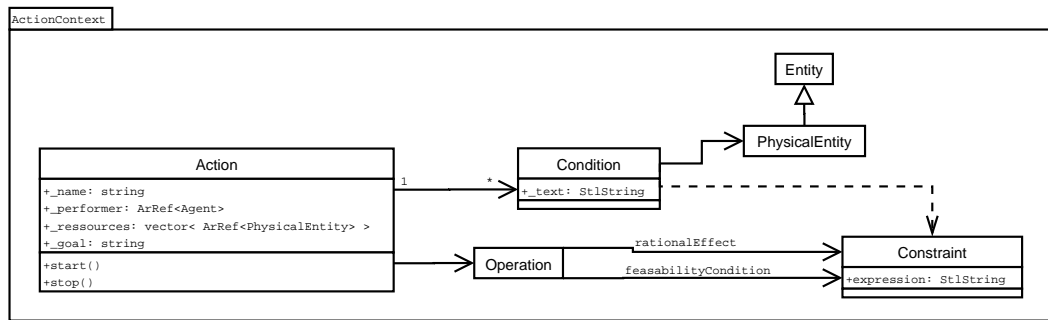 ActionContext
Entity
PhysicalEntity
Action
+_name: string
+_performer: ArRef<Agent>
+_ressources: vector< ArRef<PhysicalEntity> >
+_goal: string
+start()
+stop()
1
*
Condition
+_text: StlString
Operation
rationalEffect
feasabilityCondition
Constraint
+expression: StlString